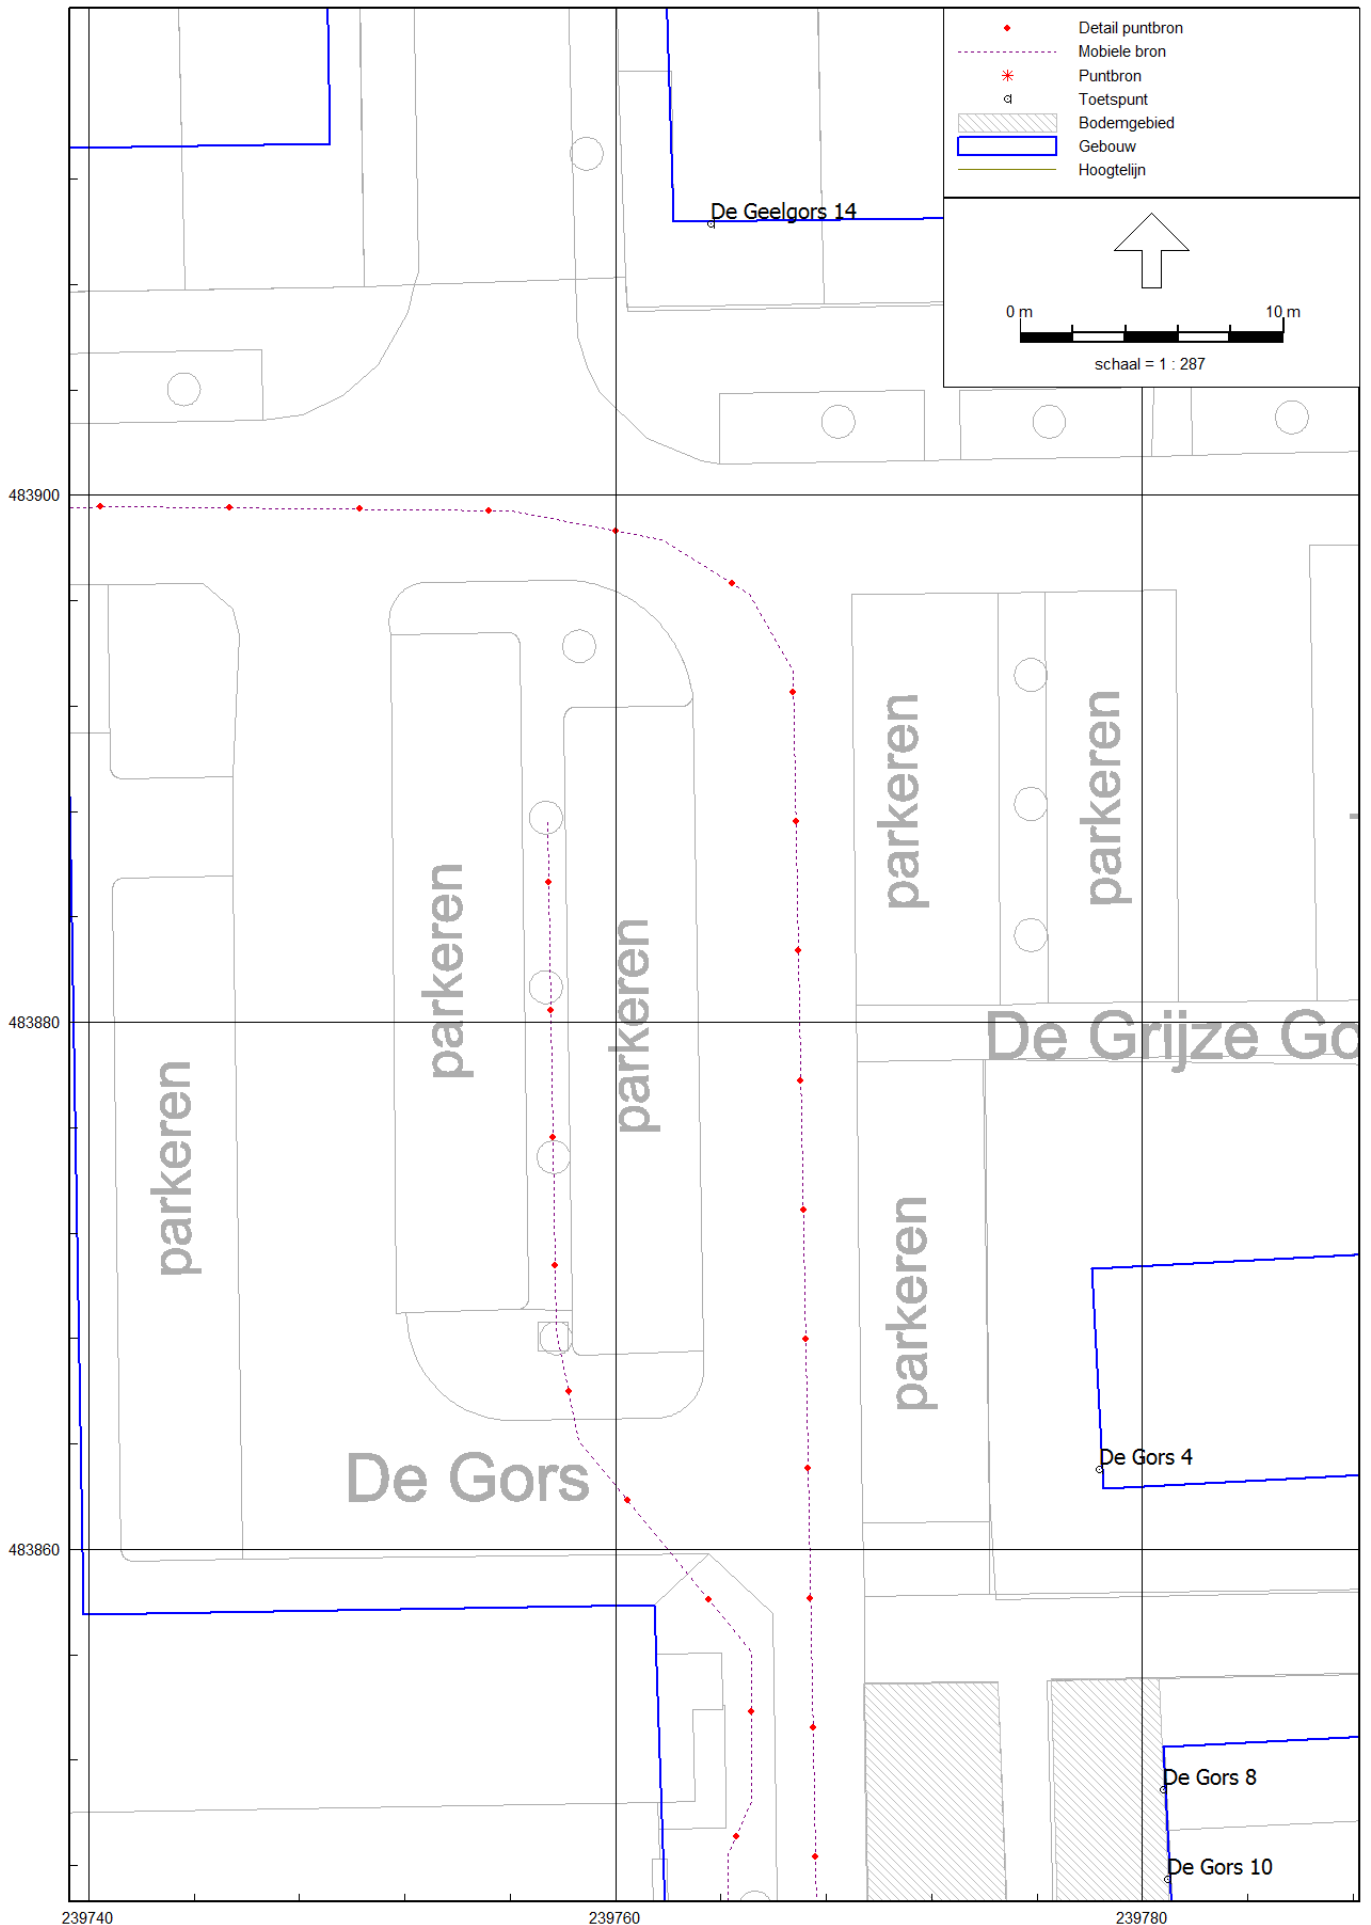 Detail puntbron
Mobiele bron
Puntbron
Toetspunt
Bodemgebied
Gebouw
Hoogtelijn
De Geelgors 14
0 m
10 m
schaal = 1 : 287
483900
parkeren
parkeren
parkeren
parkeren
483880
De Grijze Go
parkeren
parkeren
De Gors 4
De Gors
483860
De Gors 8
De Gors 10
239740
239760
239780